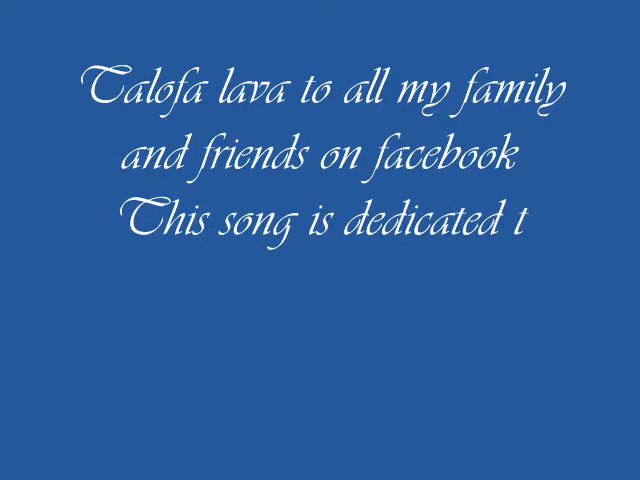 Talofa lava to all my family
and friends on facebook
This song is dedicated t